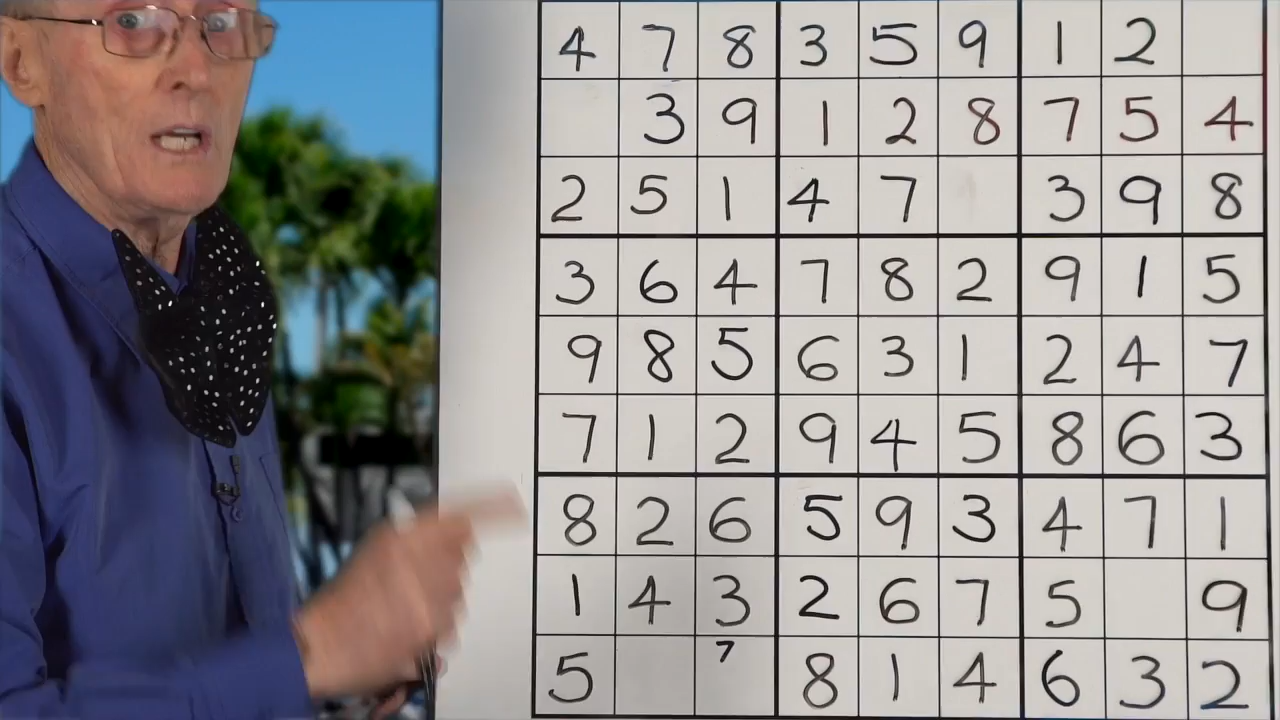 4 7 8 3 5 9 1 2
3 9 1 2 8 7 5 4
2 5 1 4 7 3 9 8
3 6 4 7 8 2 9 1 5
9 8 5 6 3 1 2 4 7
7 1 2 9 4 5 8 6 3
8 2 6 5 9 3 4 7 1
1 4 3 2 6 7 5 9
5 7 8 1 4 6 3 2